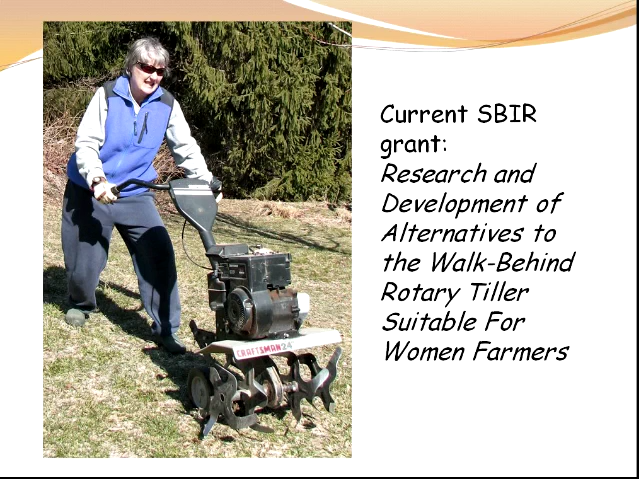 Current SBIR
grant:
Research and
Development of
Alternatives to
the Walk-Behind
Rotary Tiller
Suitable For
Women Farmers
CRAFTSMAN 24